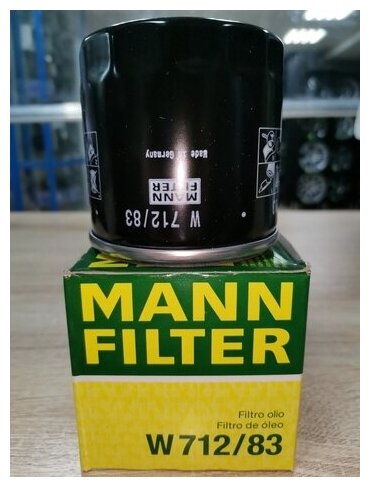 Made in Germany
MANN
FILTER
W 712/83
MANN
FILTER
Filtro olio
Filtro de óleo
W 712/83